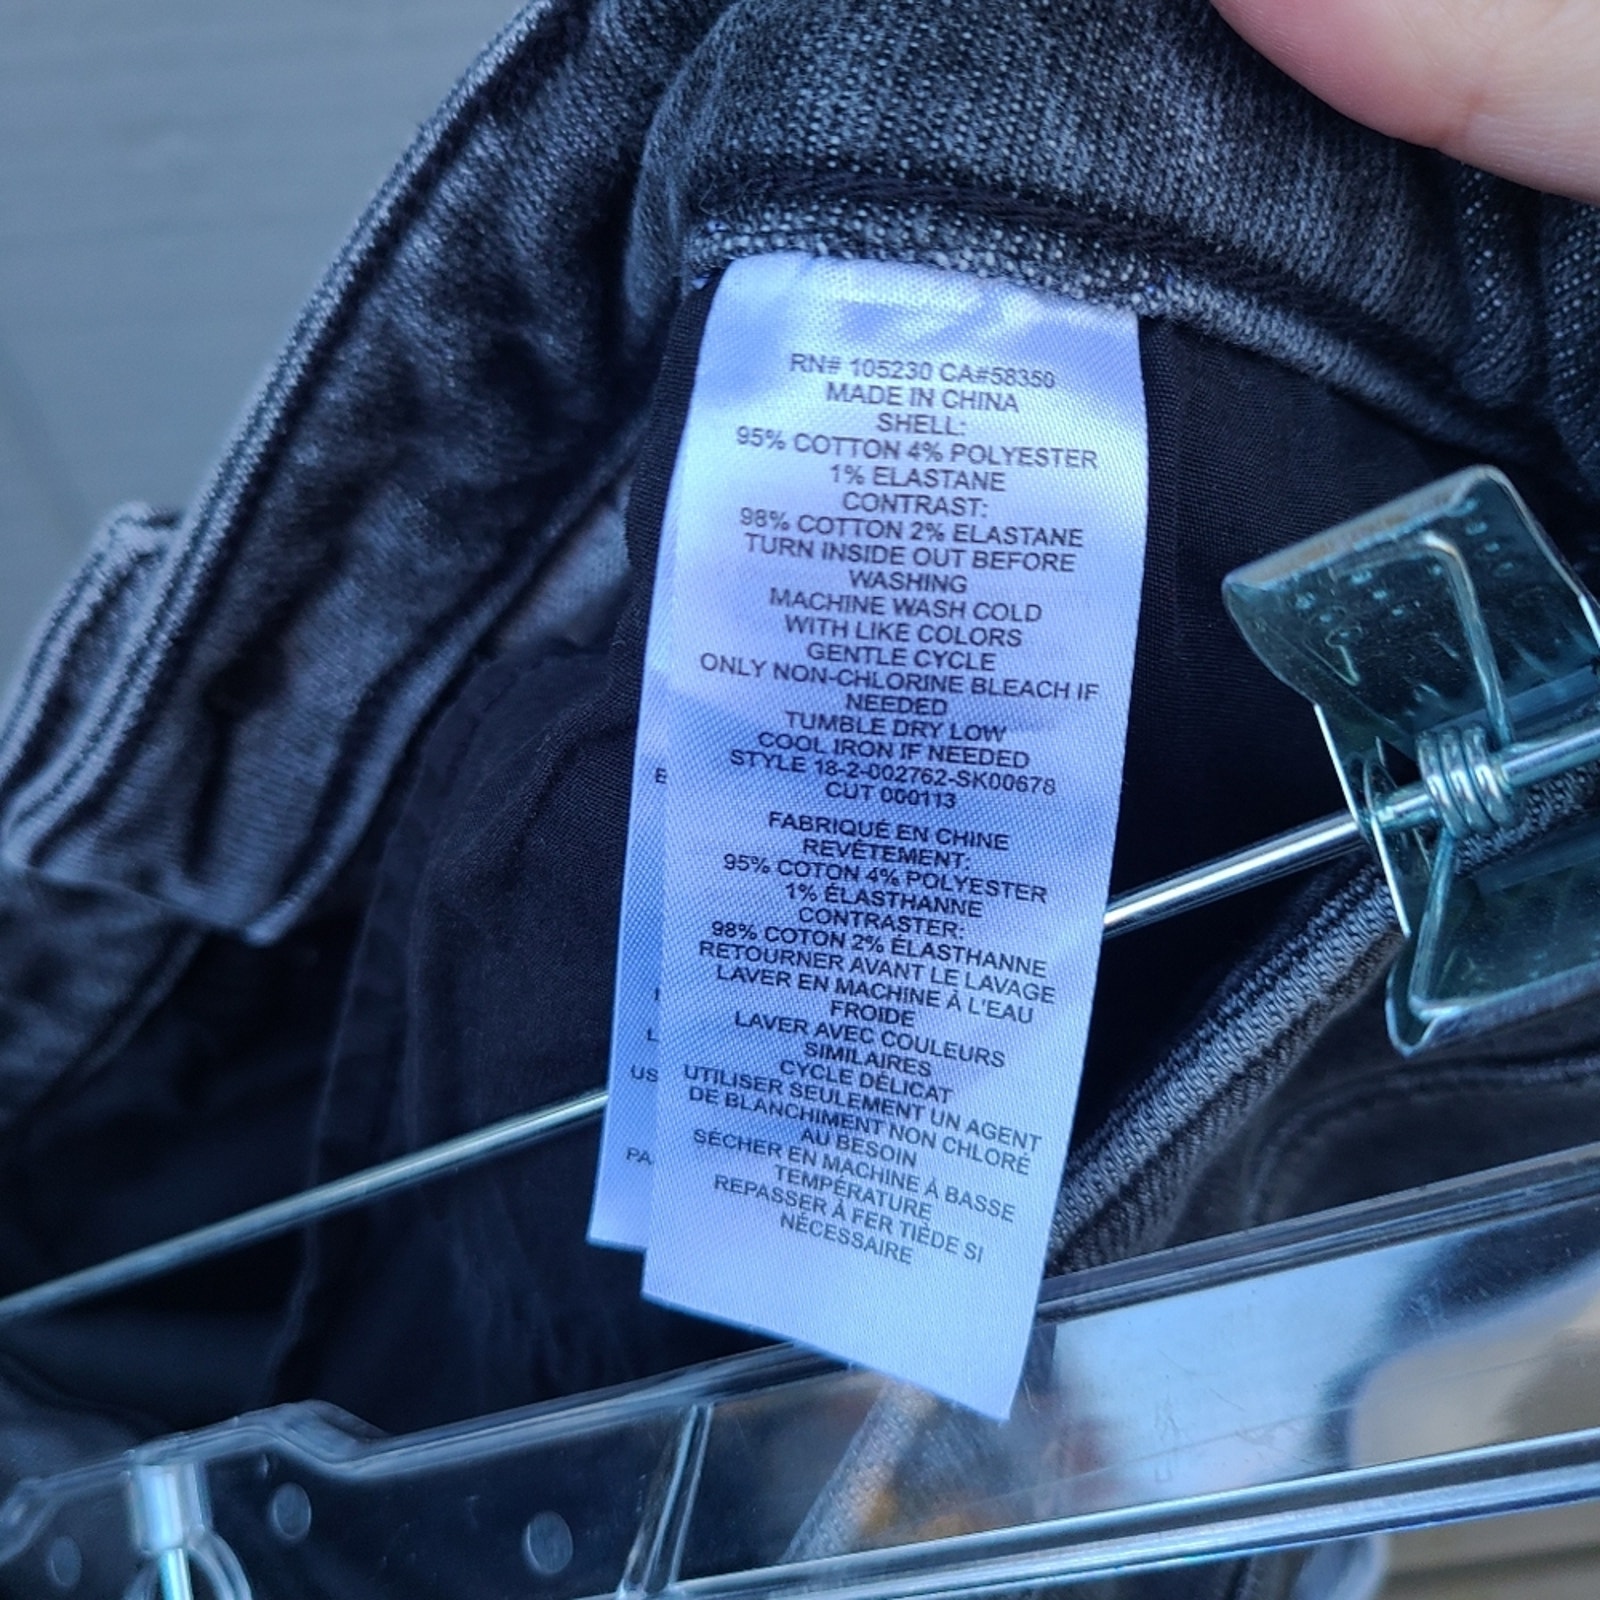 RN# 105230 CA#58350
MADE IN CHINA
SHELL:
95% COTTON 4% POLYESTER
1% ELASTANE
CONTRAST:
98% COTTON 2% ELASTANE
TURN INSIDE OUT BEFORE
WASHING
MACHINE WASH COLD
WITH LIKE COLORS
GENTLE CYCLE
ONLY NON-CHLORINE BLEACH IF
NEEDED
TUMBLE DRY LOW
COOL IRON IF NEEDED
STYLE 18-2-002762-SK00678
CUT 000113
FABRIQUÉ EN CHINE
REVÊTEMENT:
95% COTON 4% POLYESTER
1% ÉLASTHANNE
CONTRASTER:
98% COTON 2% ÉLASTHANNE
RETOURNER AVANT LE LAVAGE
LAVER EN MACHINE À L'EAU
FROIDE
LAVER AVEC COULEURS
SIMILAIRES
CYCLE DÉLICAT
UTILISER SEULEMENT UN AGENT
DE BLANCHIMENT NON CHLORÉ
AU BESOIN
SÉCHER EN MACHINE À BASSE
TEMPÉRATURE
REPASSER À FER TIÈDE SI
NÉCESSAIRE